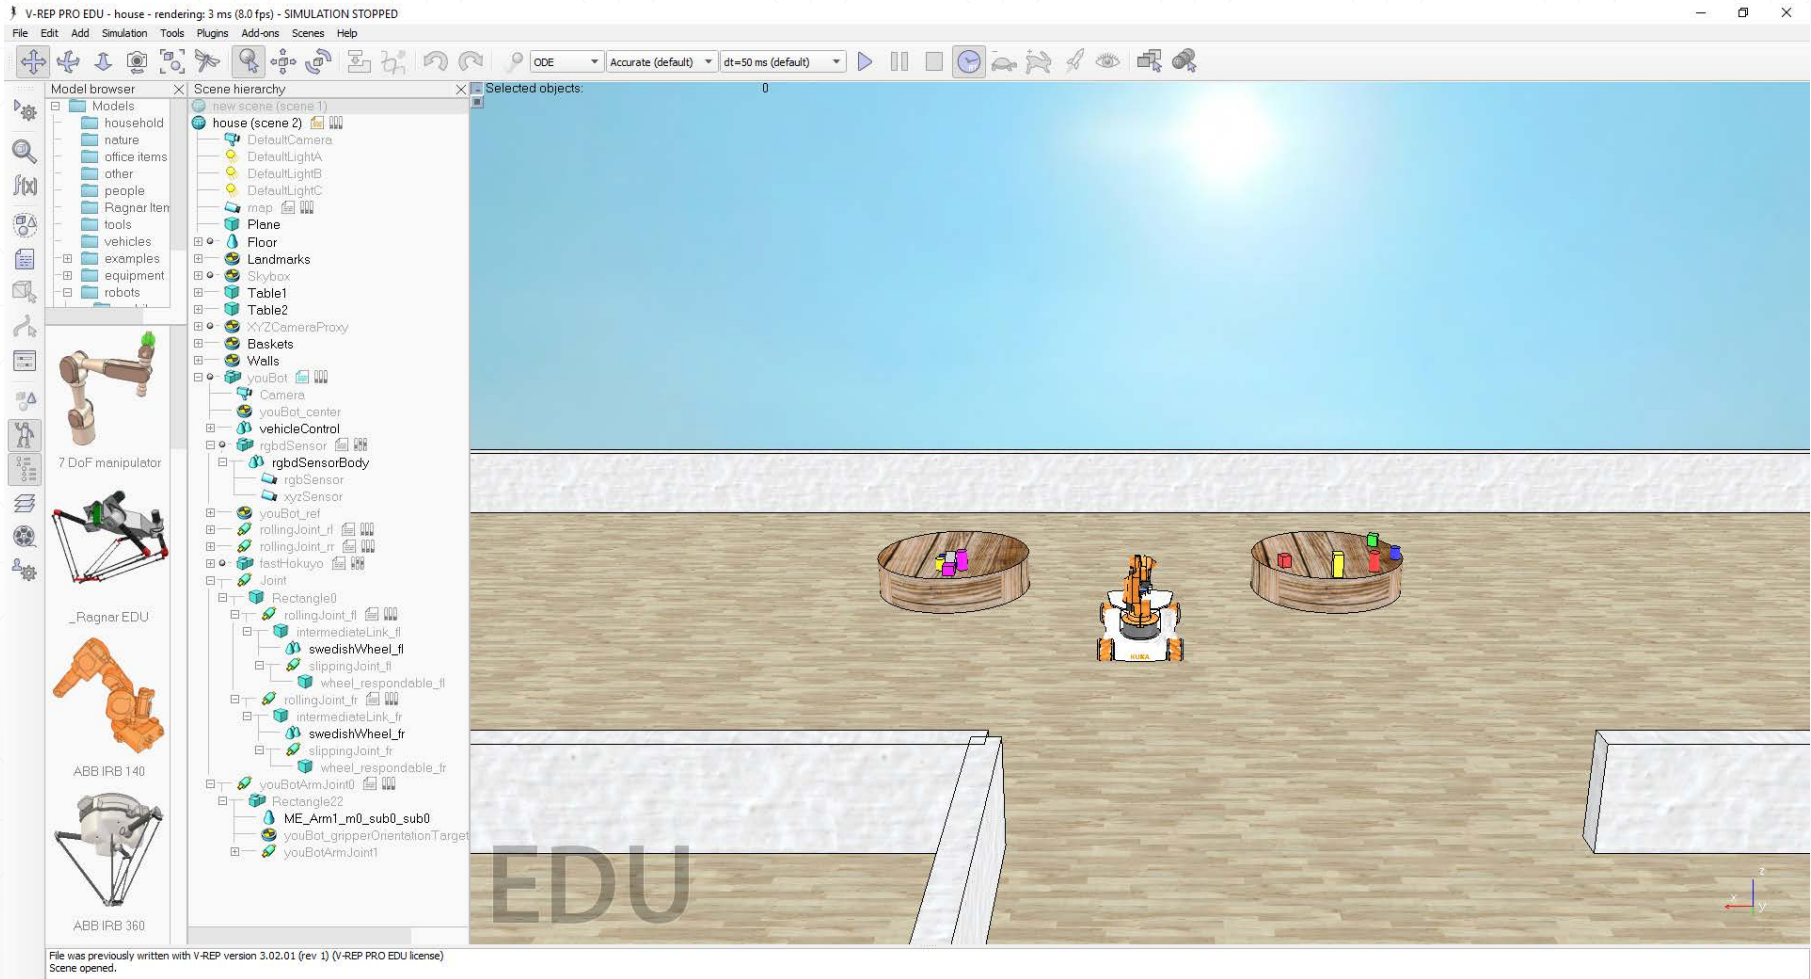 V-REP PRO EDU - house - rendering: 3 ms (8.0 fps) - SIMULATION STOPPED
File Edit Add Simulation Tools Plugins Add-ons Scenes Help
ODE Accurate (default) dt=50 ms (default)
Model browser
Models
household
nature
office items
other
people
Ragnar Iten
tools
vehicles
examples
equipment
robots
7 DoF manipulator
_Ragnar EDU
ABB IRB 140
ABB IRB 360
Scene hierarchy
new scene (scene 1)
house (scene 2)
DefaultCamera
DefaultLightA
DefaultLightB
DefaultLightC
map
Plane
Floor
Landmarks
Skybox
Table1
Table2
XYZCameraProxy
Baskets
Walls
youBot
Camera
youBot_center
vehicleControl
rgbdSensor
rgbdSensorBody
rgbSensor
xyzSensor
youBot_ref
rollingJoint_rl
rollingJoint_rr
fastHokuyo
Joint
Rectangle0
rollingJoint_fl
intermediateLink_fl
swedishWheel_fl
slippingJoint_fl
wheel_respondable_fl
rollingJoint_fr
intermediateLink_fr
swedishWheel_fr
slippingJoint_fr
wheel_respondable_fr
youBotArmJoint0
Rectangle22
ME_Arm1_m0_sub0_sub0
youBot_gripperOrientationTarget
youBotArmJoint1
Selected objects: 0
KUKA
EDU
z
x
y
File was previously written with V-REP version 3.02.01 (rev 1) (V-REP PRO EDU license)
Scene opened.